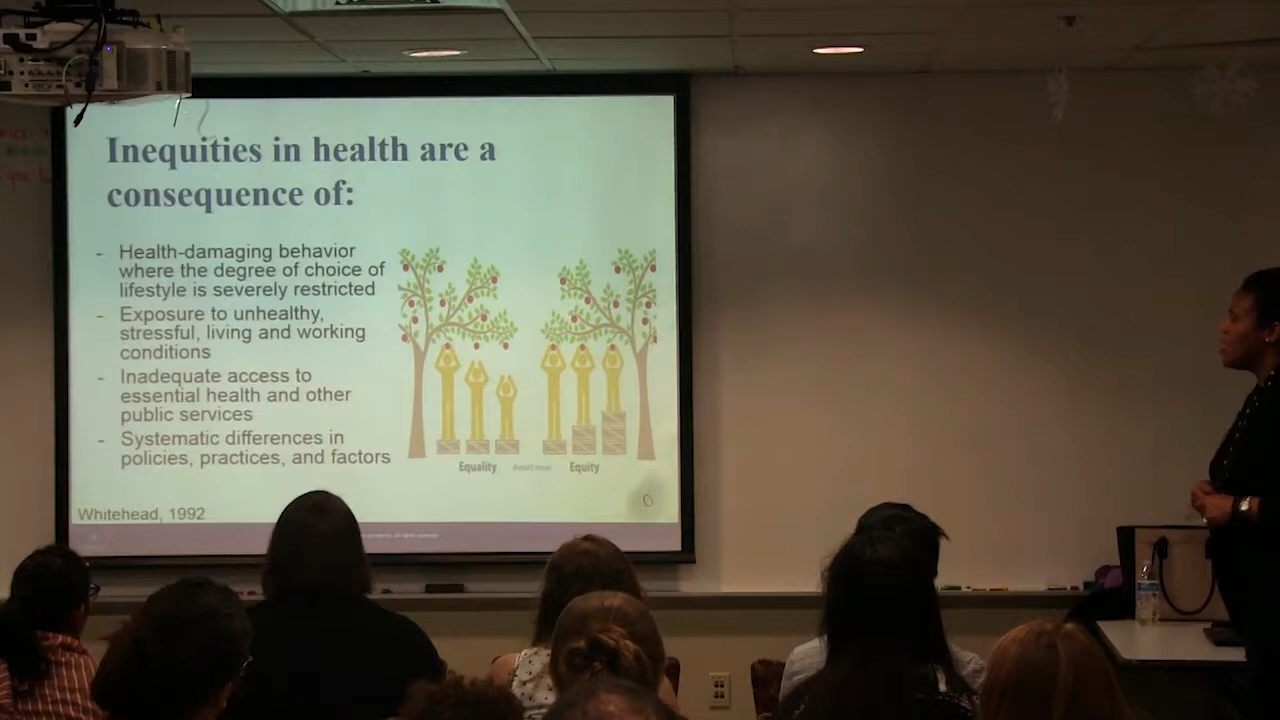 Inequities in health are a
consequence of:
- Health-damaging behavior
where the degree of choice of
lifestyle is severely restricted
- Exposure to unhealthy,
stressful, living and working
conditions
- Inadequate access to
essential health and other
public services
- Systematic differences in
policies, practices, and factors
Equality doesn't mean Equity
Whitehead, 1992